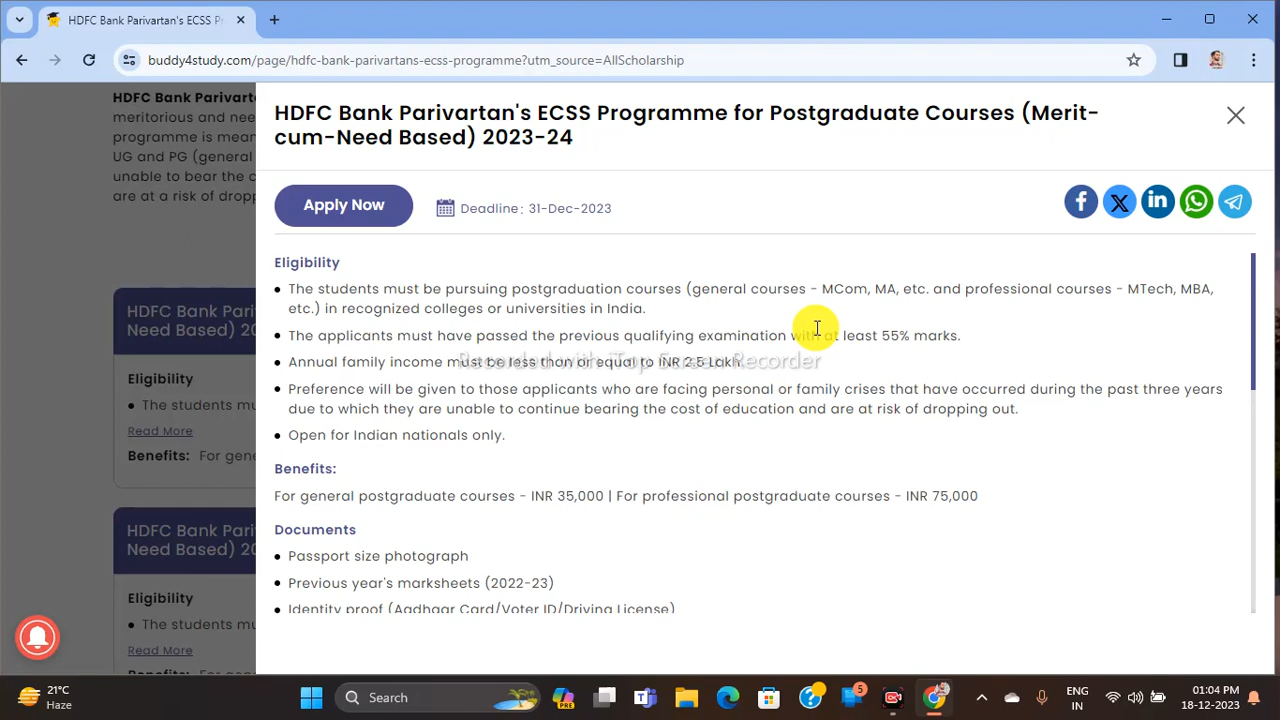 HDFC Bank Parivartan's ECSS P
buddy4study.com/page/hdfc-bank-parivartans-ecss-programme?utm_source=AllScholarship
HDFC Bank Parivarta
meritorious and nee
programme is mean
UG and PG (general
unable to bear the c
are at a risk of drop
HDFC Bank Pari
Need Based) 20
Eligibility
The students mu
Read More
Benefits: For gene
HDFC Bank Pari
Need Based) 20
Eligibility
The students mu
Read More
HDFC Bank Parivartan's ECSS Programme for Postgraduate Courses (Merit-
cum-Need Based) 2023-24
Apply Now
Deadline: 31-Dec-2023
Eligibility
The students must be pursuing postgraduation courses (general courses - MCom, MA, etc. and professional courses - MTech, MBA,
etc.) in recognized colleges or universities in India.
The applicants must have passed the previous qualifying examination with at least 55% marks.
Annual family income must be less than or equal to INR 2.5 Lakh.
Recorded with iTop Screen Recorder
Preference will be given to those applicants who are facing personal or family crises that have occurred during the past three years
due to which they are unable to continue bearing the cost of education and are at risk of dropping out.
Open for Indian nationals only.
Benefits:
For general postgraduate courses - INR 35,000 | For professional postgraduate courses - INR 75,000
Documents
Passport size photograph
Previous year's marksheets (2022-23)
Identity proof (Aadhaar Card/Voter ID/Driving License)
21°C
Haze
Search
PRE
5
ENG
IN
01:04 PM
18-12-2023